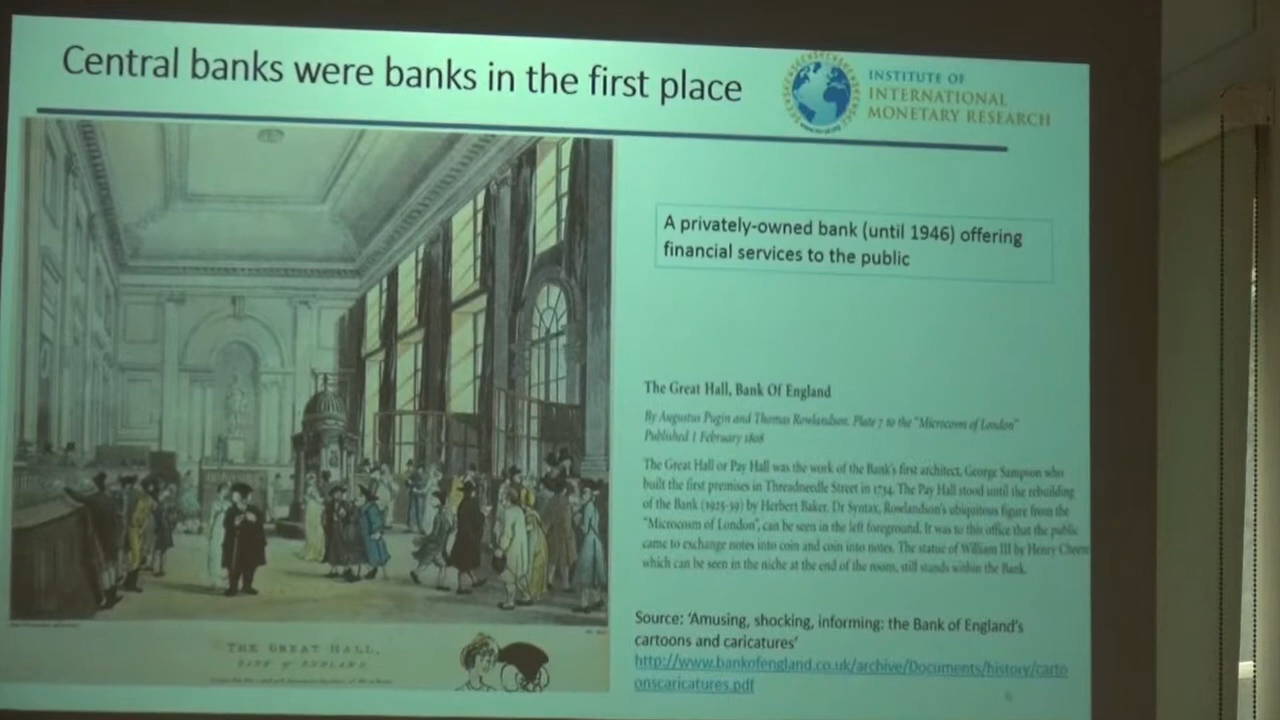 Central banks were banks in the first place
INSTITUTE OF
INTERNATIONAL
MONETARY RESEARCH
A privately-owned bank (until 1946) offering
financial services to the public
The Great Hall, Bank Of England
By Augustus Pugin and Thomas Rowlandson. Plate 7 to the "Microcosm of London"
Published 1 February 1808
The Great Hall or Pay Hall was the work of the Bank's first architect, George Sampson who
built the first premises in Threadneedle Street in 1734. The Pay Hall stood until the rebuilding
of the Bank (1925-39) by Herbert Baker. Dr Syntax, Rowlandson's ubiquitous figure from the
"Microcosm of London", can be seen in the left foreground. It was to this office that the public
came to exchange notes into coin and coin into notes. The statue of William III by Henry Cheere
which can be seen in the niche at the end of the room, still stands within the Bank.
Source: 'Amusing, shocking, informing: the Bank of England's
cartoons and caricatures'
http://www.bankofengland.co.uk/archive/Documents/history/carto
onscaricatures.pdf
THE GREAT HALL,
BANK of ENGLAND
6